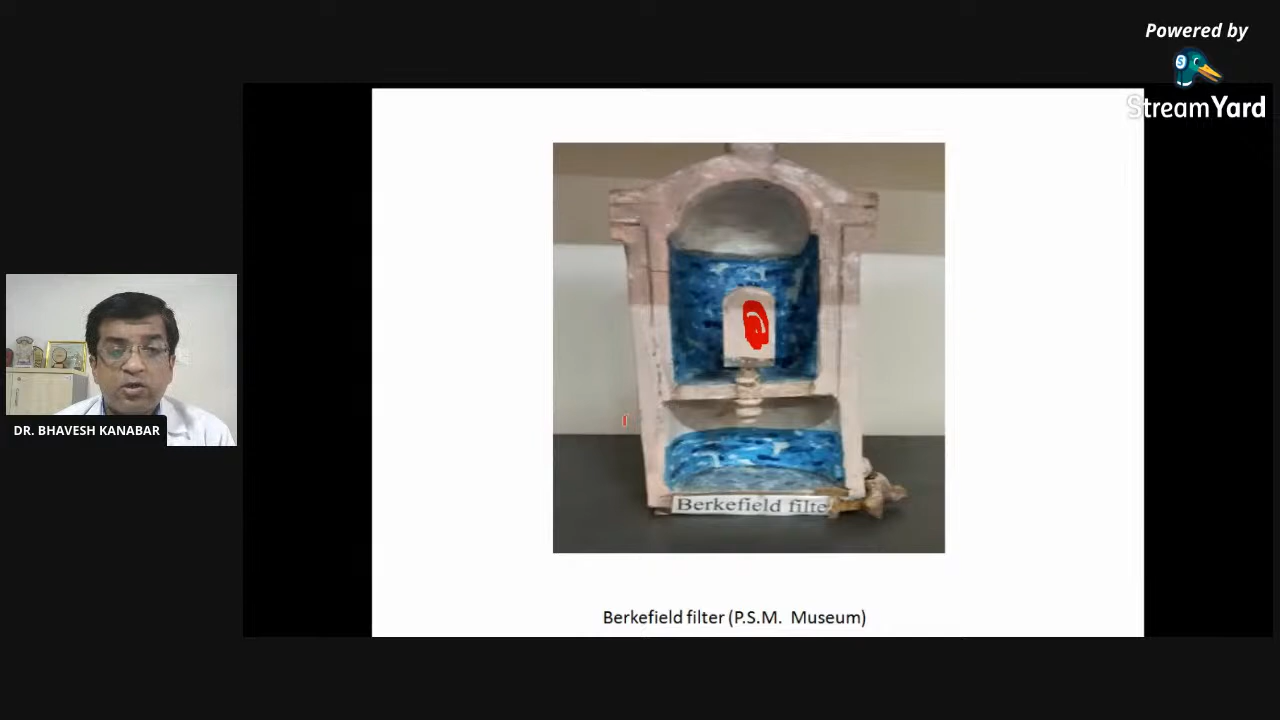 Powered by
StreamYard
DR. BHAVESH KANABAR
Berkefield filte
Berkefield filter (P.S.M. Museum)